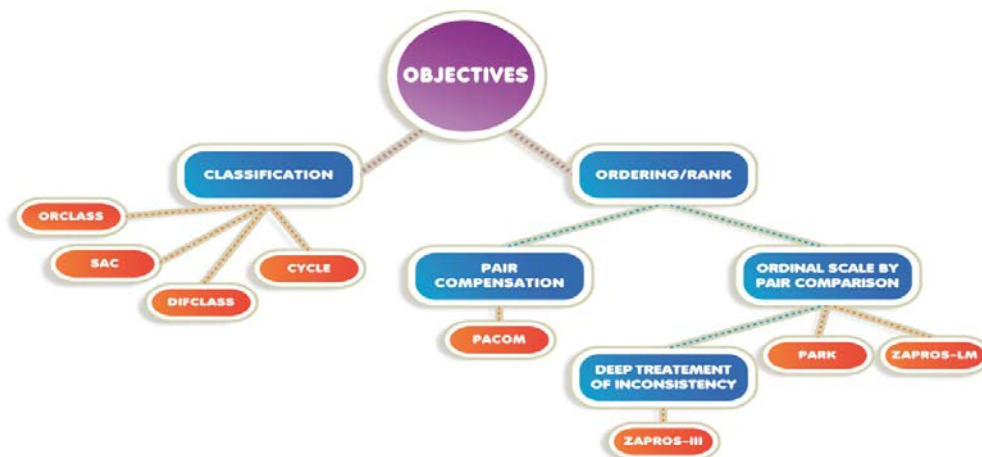 OBJECTIVES
CLASSIFICATION
ORDERING/RANK
ORCLASS
SAC
DIFCLASS
CYCLE
PAIR
COMPENSATION
ORDINAL SCALE BY
PAIR COMPARISON
PACOM
DEEP TREATEMENT
OF INCONSISTENCY
PARK
ZAPROS-LM
ZAPROS-III